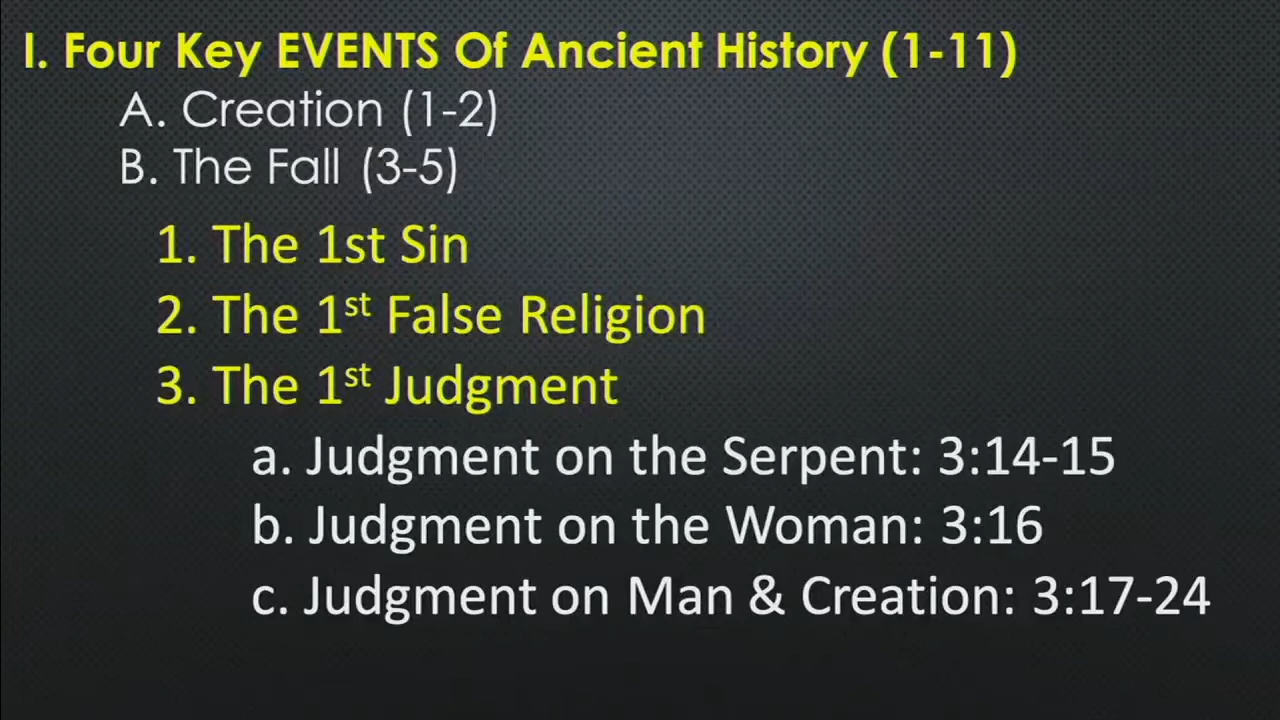 I. Four Key EVENTS Of Ancient History (1-11)
A. Creation (1-2)
B. The Fall (3-5)
1. The 1st Sin
2. The 1st False Religion
3. The 1st Judgment
a. Judgment on the Serpent: 3:14-15
b. Judgment on the Woman: 3:16
c. Judgment on Man & Creation: 3:17-24